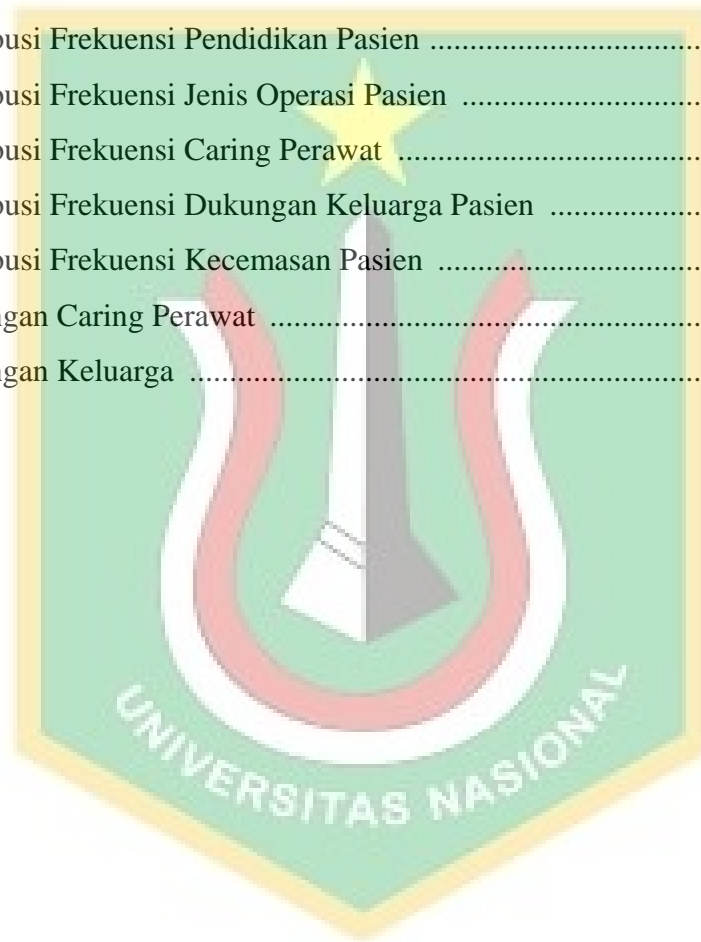 busi Frekuensi Pendidikan Pasien ..................................
busi Frekuensi Jenis Operasi Pasien ..............................
busi Frekuensi Caring Perawat ......................................
busi Frekuensi Dukungan Keluarga Pasien ...................
busi Frekuensi Kecemasan Pasien .................................
ngan Caring Perawat ......................................................
ngan Keluarga ................................................................
UNIVERSITAS NASIONAL